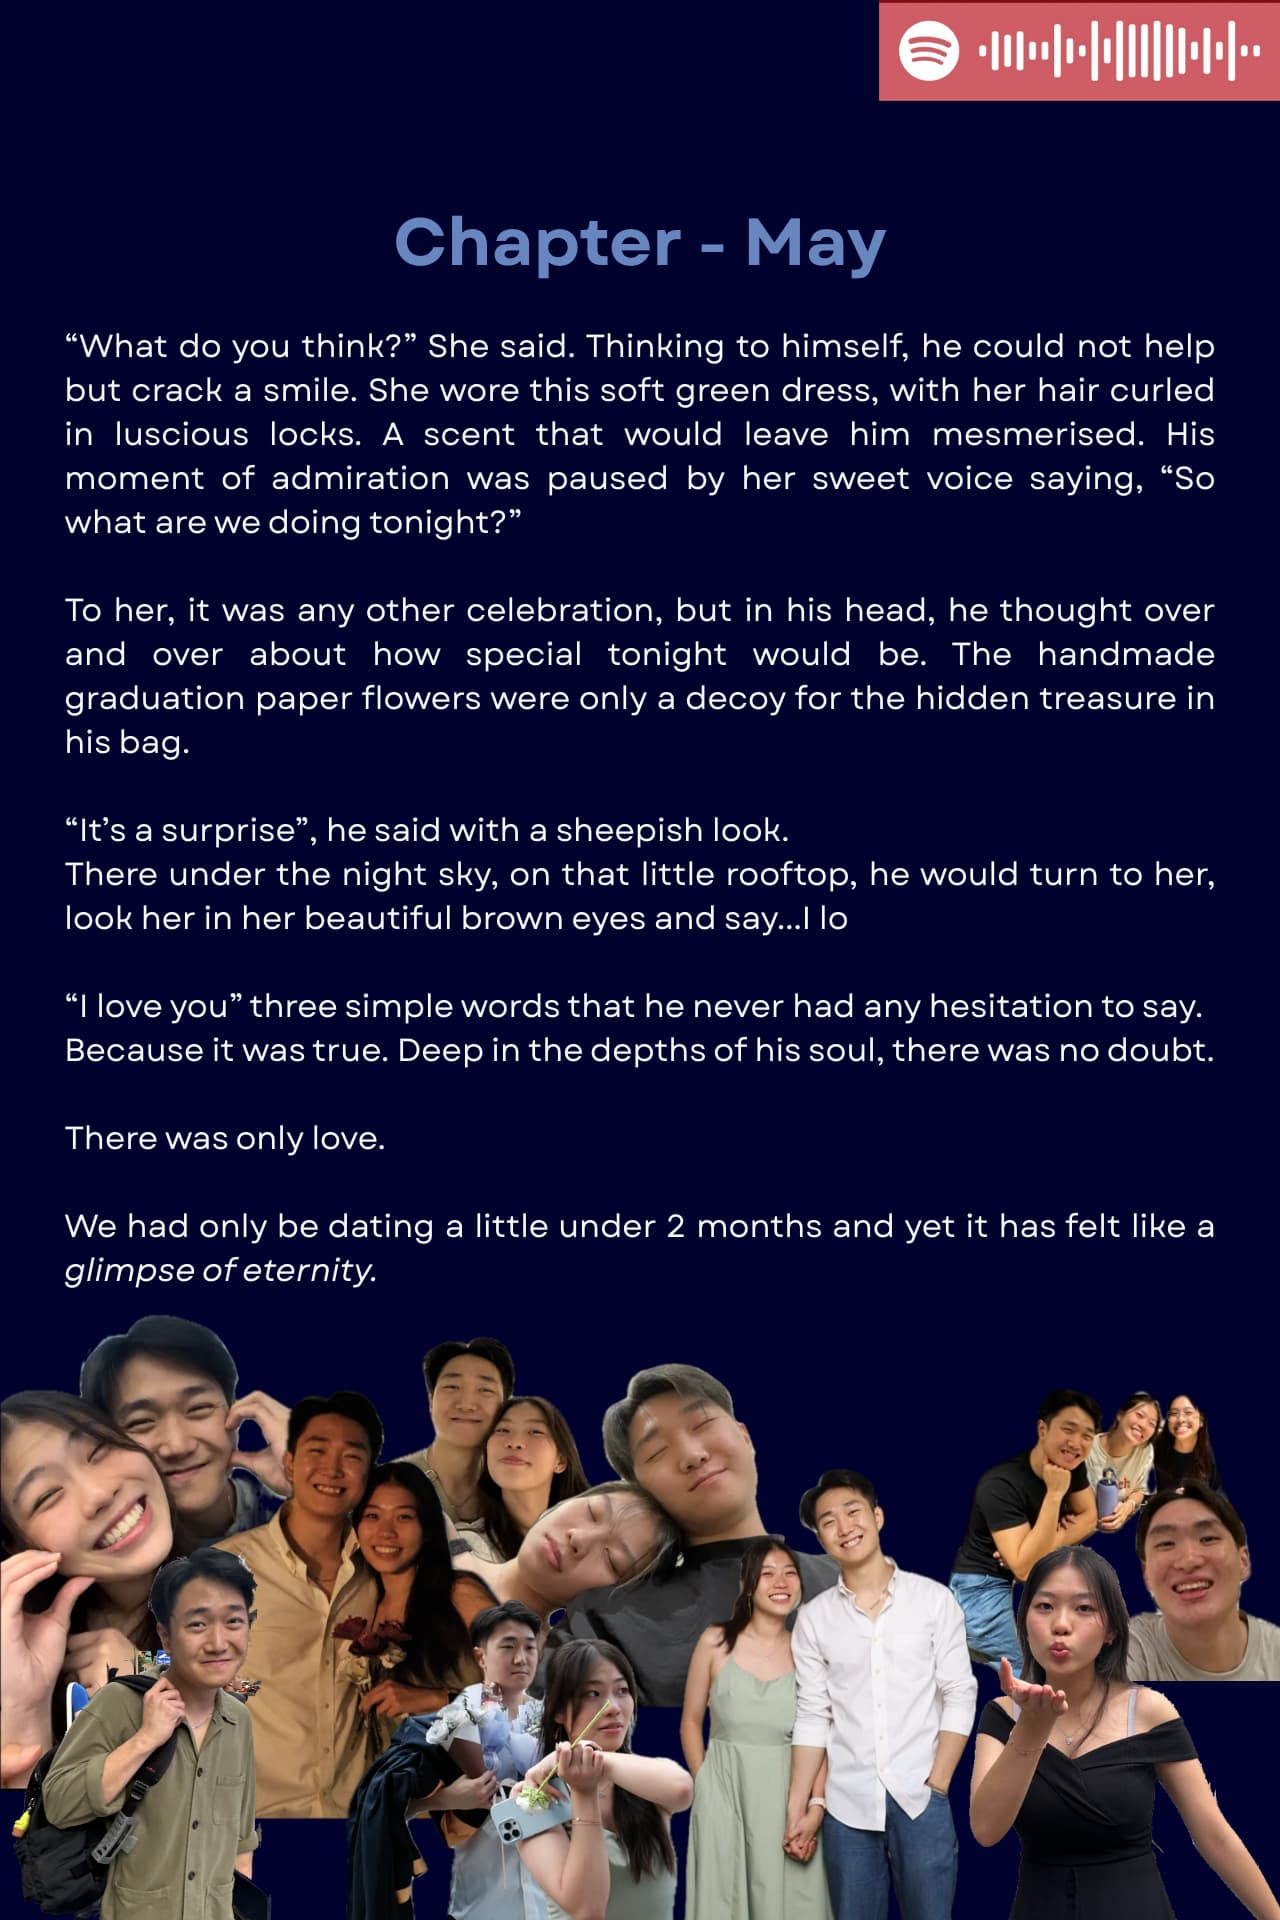 Chapter - May
“What do you think?” She said. Thinking to himself, he could not help
but crack a smile. She wore this soft green dress, with her hair curled
in luscious locks. A scent that would leave him mesmerised. His
moment of admiration was paused by her sweet voice saying, “So
what are we doing tonight?”
To her, it was any other celebration, but in his head, he thought over
and over about how special tonight would be. The handmade
graduation paper flowers were only a decoy for the hidden treasure in
his bag.
“It’s a surprise”, he said with a sheepish look.
There under the night sky, on that little rooftop, he would turn to her,
look her in her beautiful brown eyes and say...I lo
“I love you” three simple words that he never had any hesitation to say.
Because it was true. Deep in the depths of his soul, there was no doubt.
There was only love.
We had only be dating a little under 2 months and yet it has felt like a
glimpse of eternity.